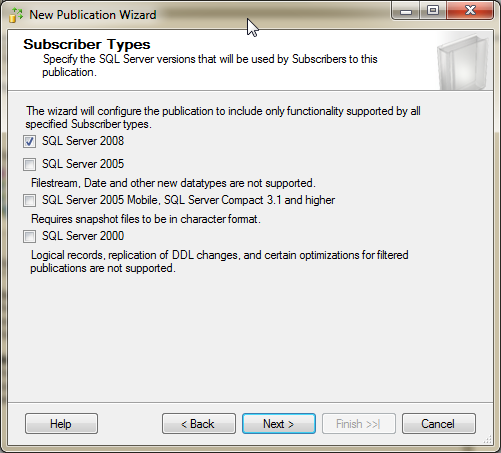 New Publication Wizard
Subscriber Types
Specify the SQL Server versions that will be used by Subscribers to this
publication.
The wizard will configure the publication to include only functionality supported by all
specified Subscriber types.
SQL Server 2008
SQL Server 2005
Filestream, Date and other new datatypes are not supported.
SQL Server 2005 Mobile, SQL Server Compact 3.1 and higher
Requires snapshot files to be in character format.
SQL Server 2000
Logical records, replication of DDL changes, and certain optimizations for filtered
publications are not supported.
Help < Back Next > Finish >>| Cancel